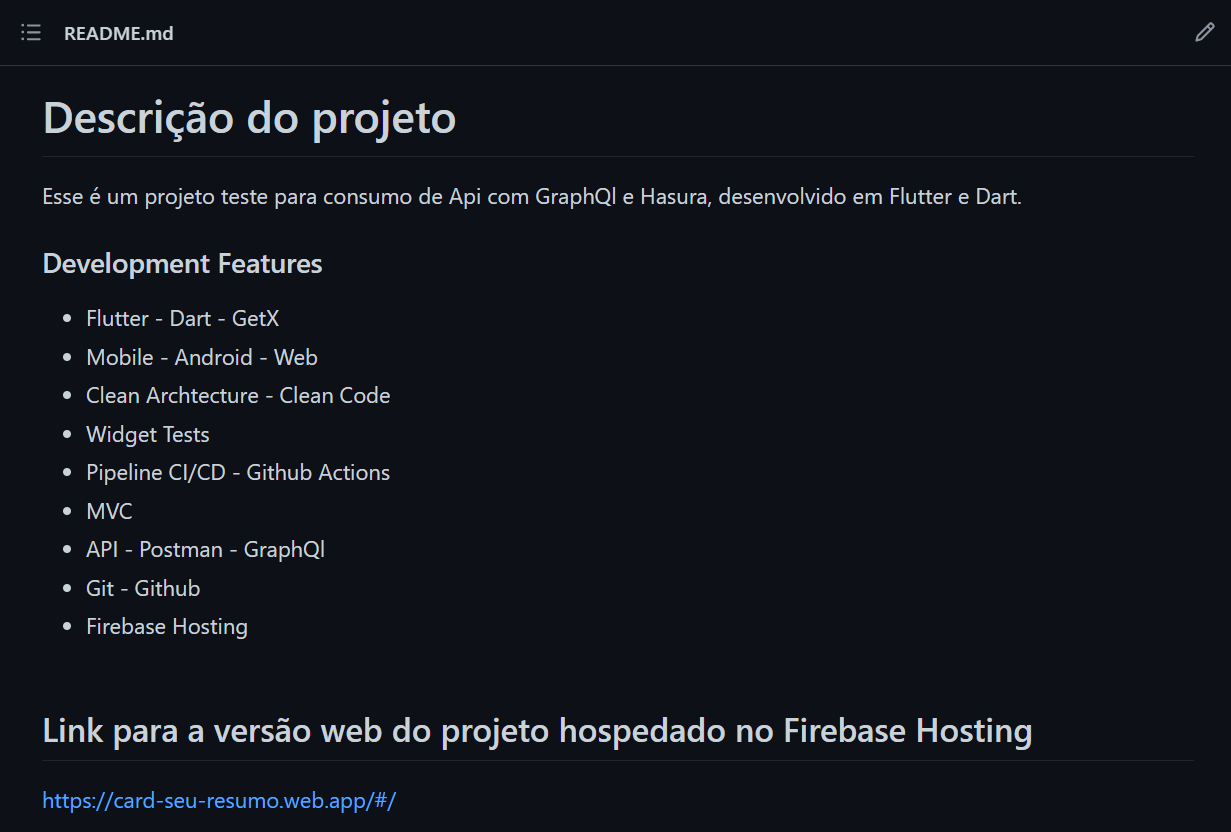 README.md
Descrição do projeto
Esse é um projeto teste para consumo de Api com GraphQl e Hasura, desenvolvido em Flutter e Dart.
Development Features
Flutter - Dart - GetX
Mobile - Android - Web
Clean Archtecture - Clean Code
Widget Tests
Pipeline CI/CD - Github Actions
MVC
API - Postman - GraphQl
Git - Github
Firebase Hosting
Link para a versão web do projeto hospedado no Firebase Hosting
https://card-seu-resumo.web.app/#/